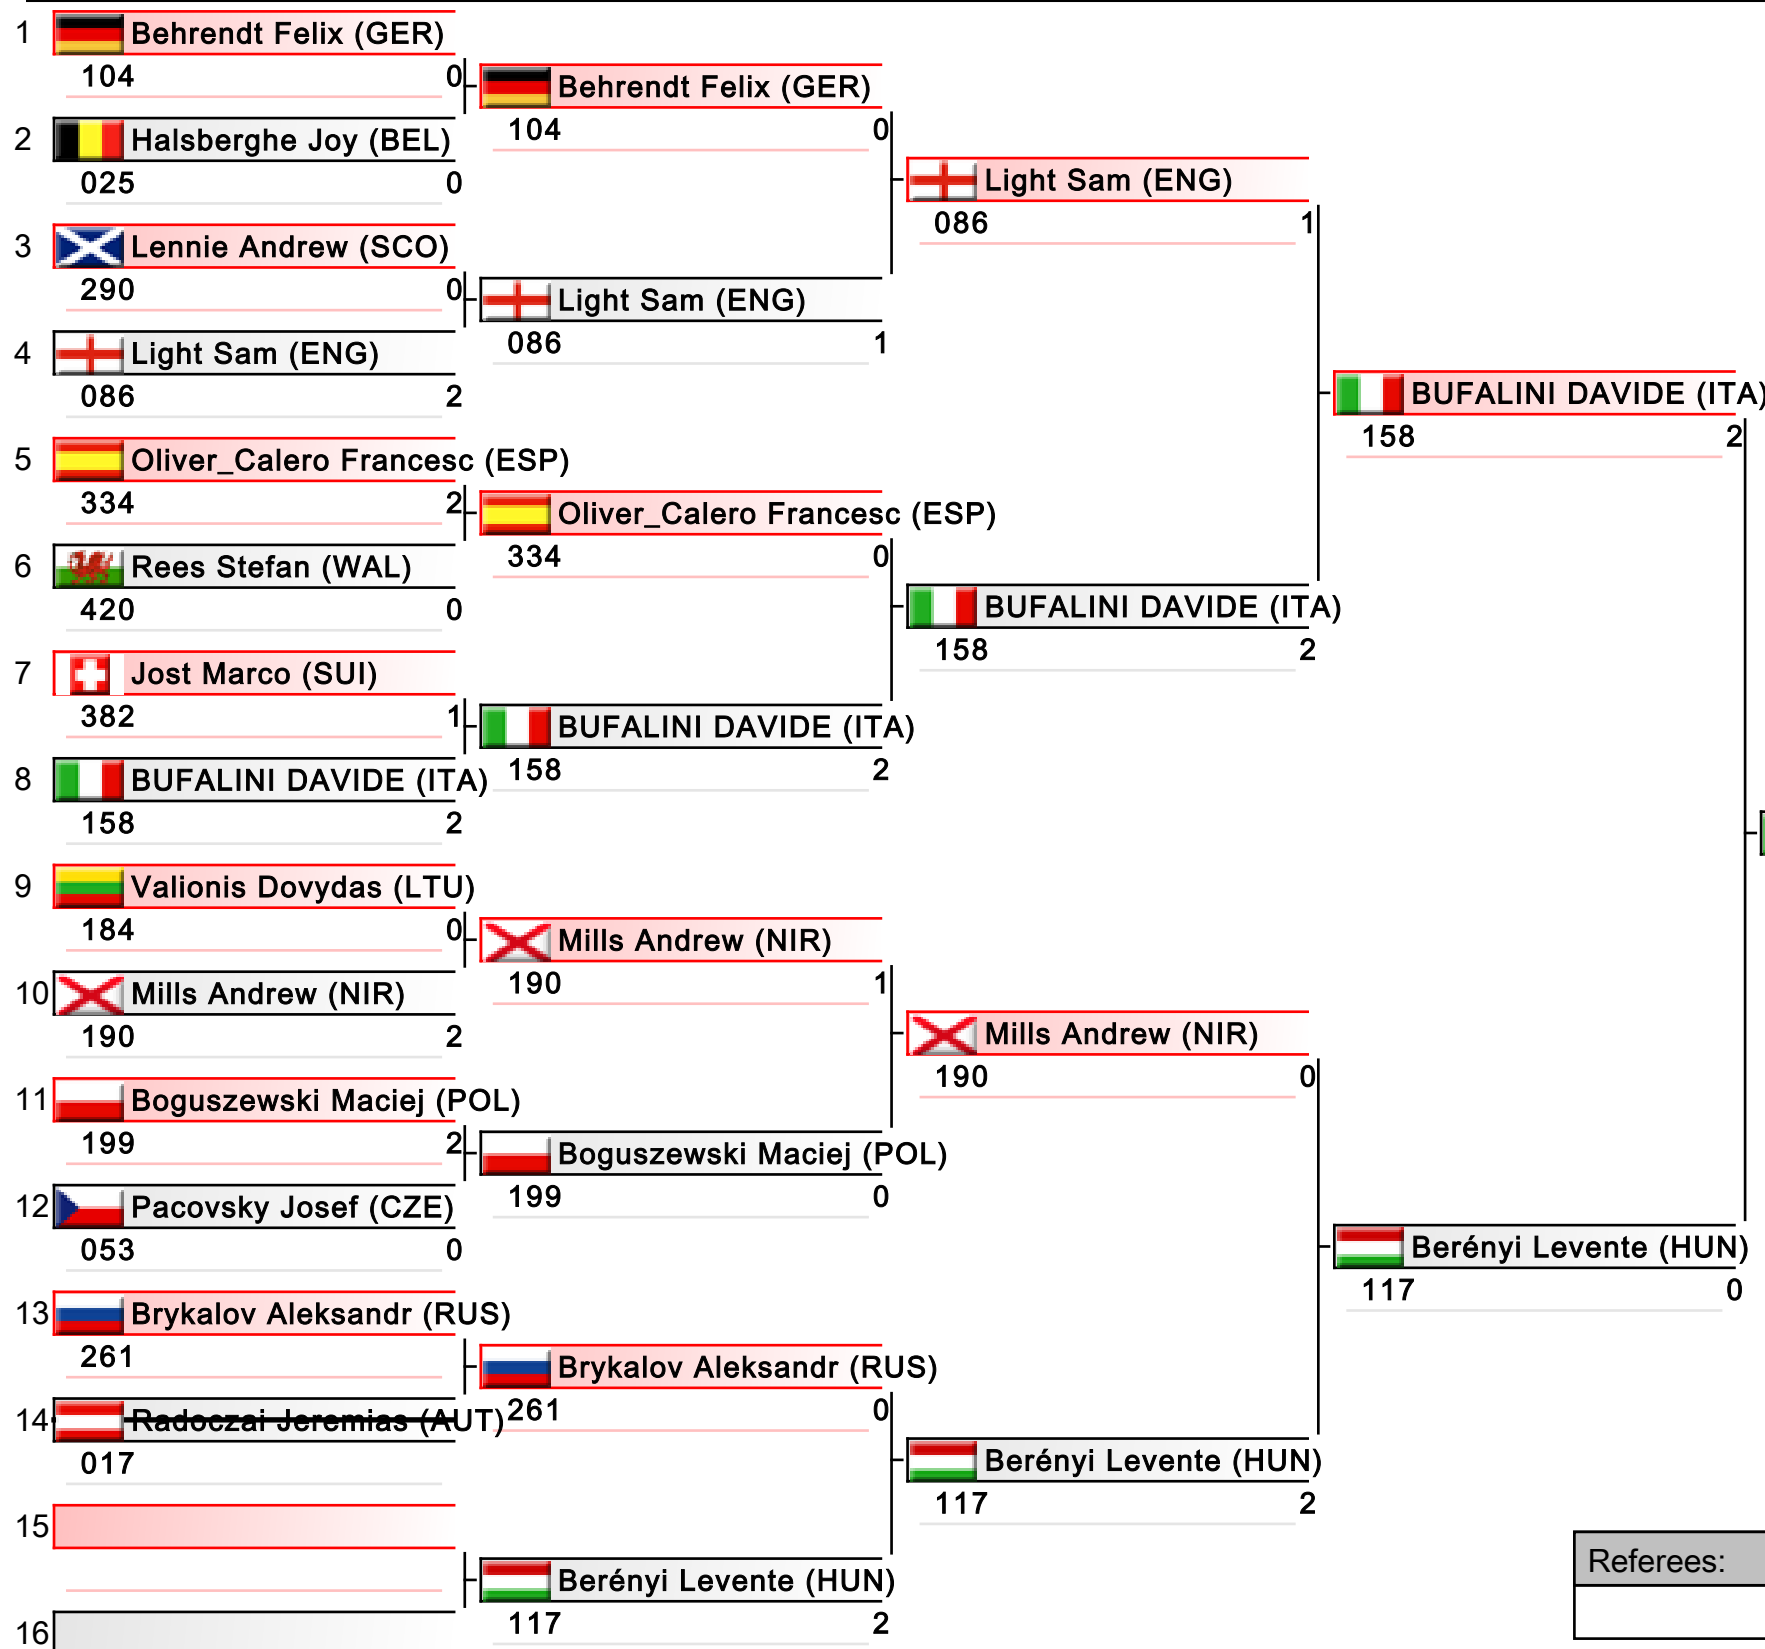 1 Behrendt Felix (GER)
104 0
2 Halsberghe Joy (BEL)
025 0
3 Lennie Andrew (SCO)
290 0
4 Light Sam (ENG)
086 2
5 Oliver_Calero Francesc (ESP)
334 2
6 Rees Stefan (WAL)
420 0
7 Jost Marco (SUI)
382 1
8 BUFALINI DAVIDE (ITA)
158 2
9 Valionis Dovydas (LTU)
184 0
10 Mills Andrew (NIR)
190 2
11 Boguszewski Maciej (POL)
199 2
12 Pacovsky Josef (CZE)
053 0
13 Brykalov Aleksandr (RUS)
261
14 Radoczai Jeremias (AUT)
017
15
16
Behrendt Felix (GER)
104 0
Light Sam (ENG)
086 1
Oliver_Calero Francesc (ESP)
334 0
BUFALINI DAVIDE (ITA)
158 2
Mills Andrew (NIR)
190 1
Boguszewski Maciej (POL)
199 0
Brykalov Aleksandr (RUS)
261 0
Berényi Levente (HUN)
117 2
Light Sam (ENG)
086 1
BUFALINI DAVIDE (ITA)
158 2
Mills Andrew (NIR)
190 0
Berényi Levente (HUN)
117 2
BUFALINI DAVIDE (ITA)
158 2
Berényi Levente (HUN)
117 0
Referees: